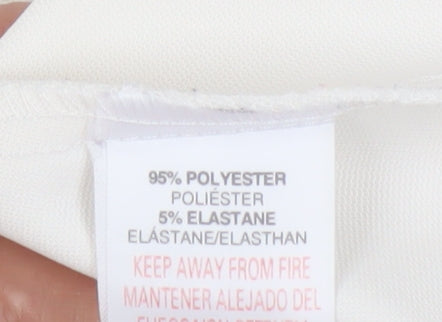 95% POLYESTER
POLIÉSTER
5% ELASTANE
ELÁSTANE/ELASTHAN
KEEP AWAY FROM FIRE
MANTENER ALEJADO DEL